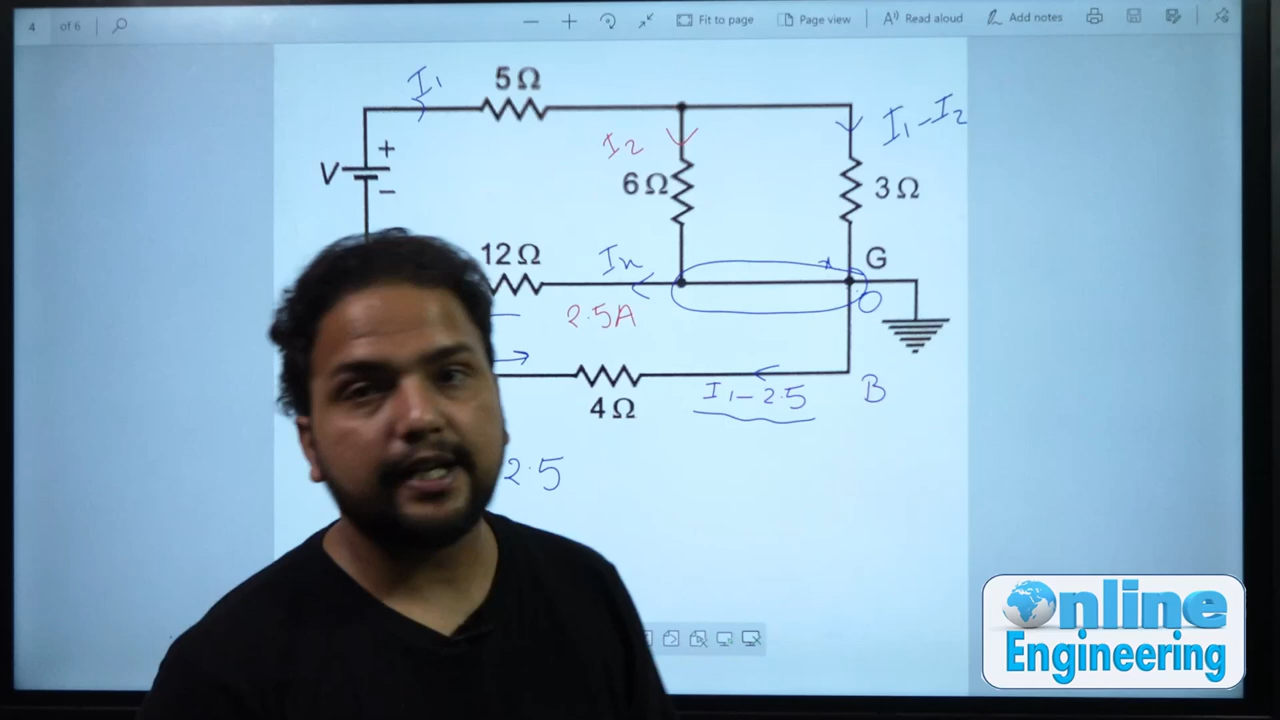 4 of 6
Fit to page
Page view
A Read aloud
Add notes
I1
5Ω
I1-I2
I2
V
+
-
6Ω
3Ω
12Ω
In
G
2.5A
0
4Ω
I1-2.5
B
2.5
Online
Engineering